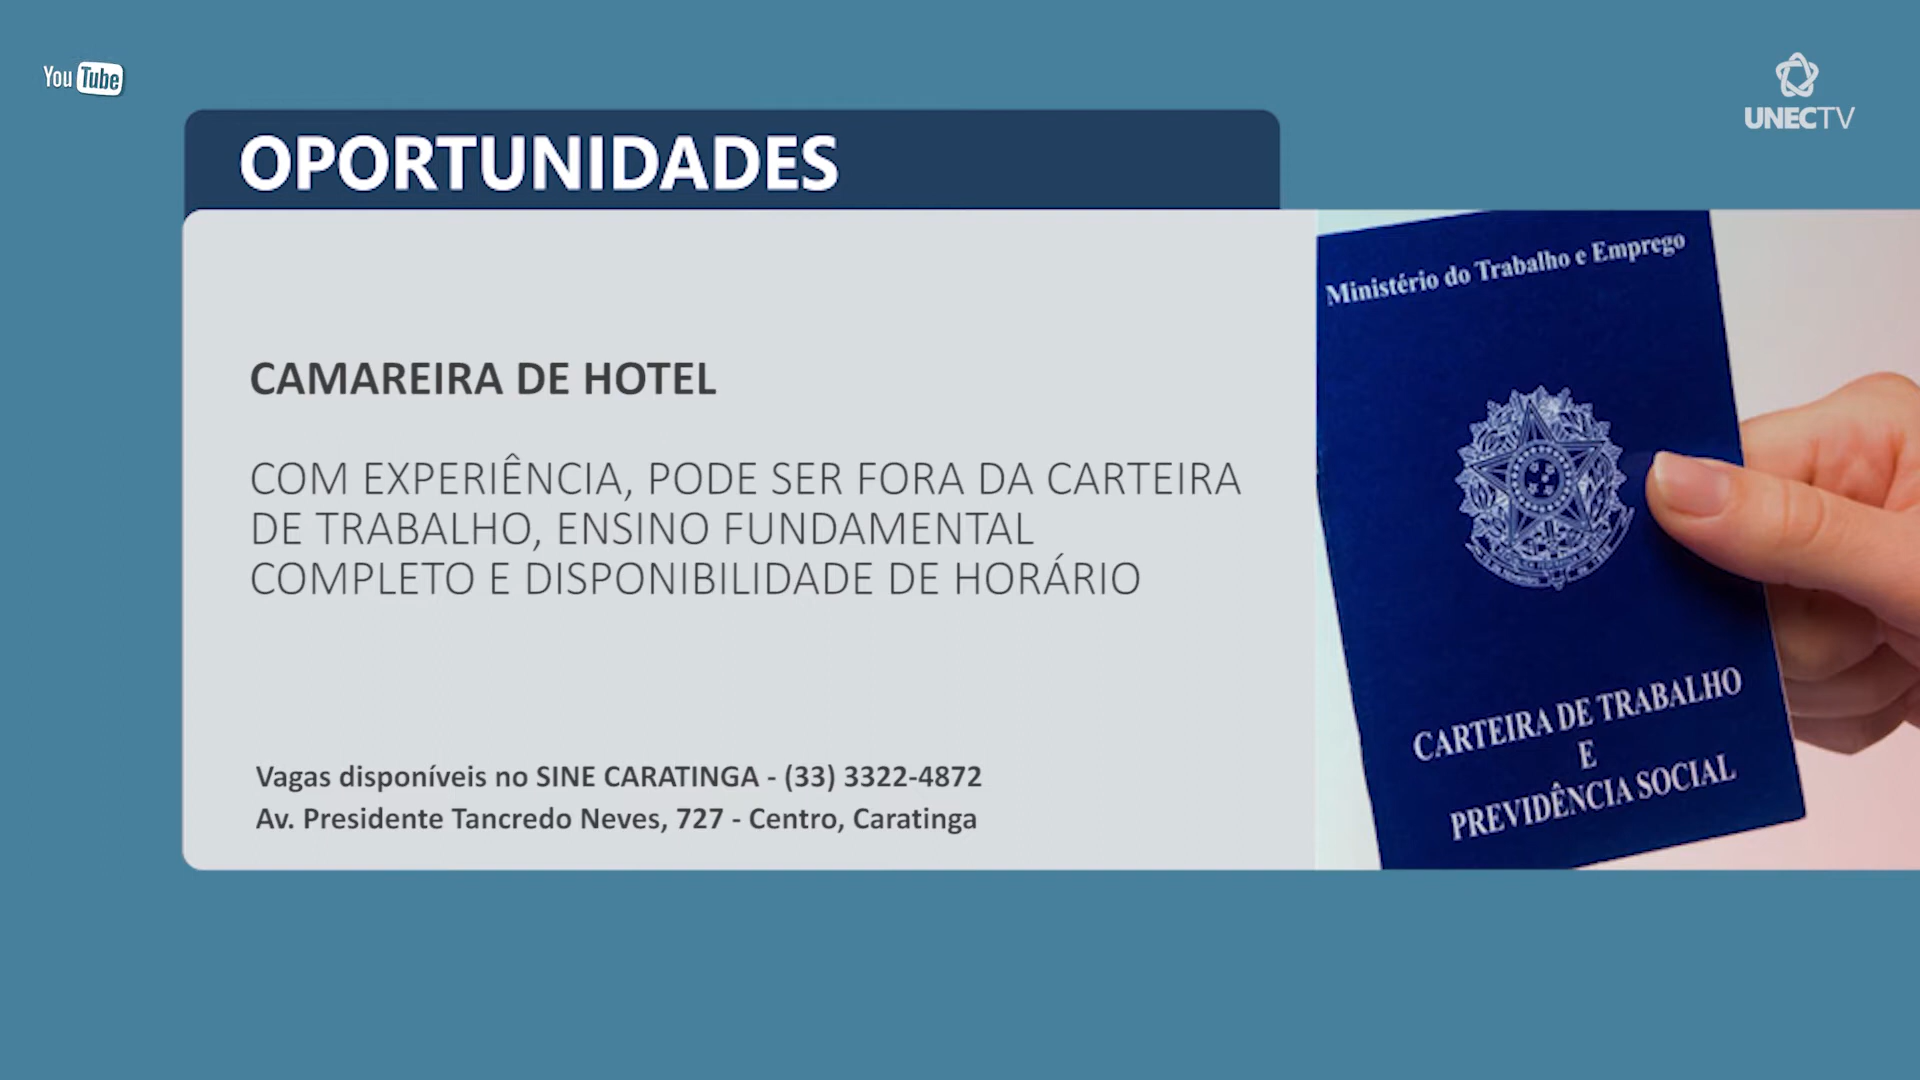 You Tube
UNECTV
OPORTUNIDADES
CAMAREIRA DE HOTEL
COM EXPERIÊNCIA, PODE SER FORA DA CARTEIRA
DE TRABALHO, ENSINO FUNDAMENTAL
COMPLETO E DISPONIBILIDADE DE HORÁRIO
Vagas disponíveis no SINE CARATINGA - (33) 3322-4872
Av. Presidente Tancredo Neves, 727 - Centro, Caratinga
Ministério do Trabalho e Emprego
CARTEIRA DE TRABALHO
E
PREVIDÊNCIA SOCIAL